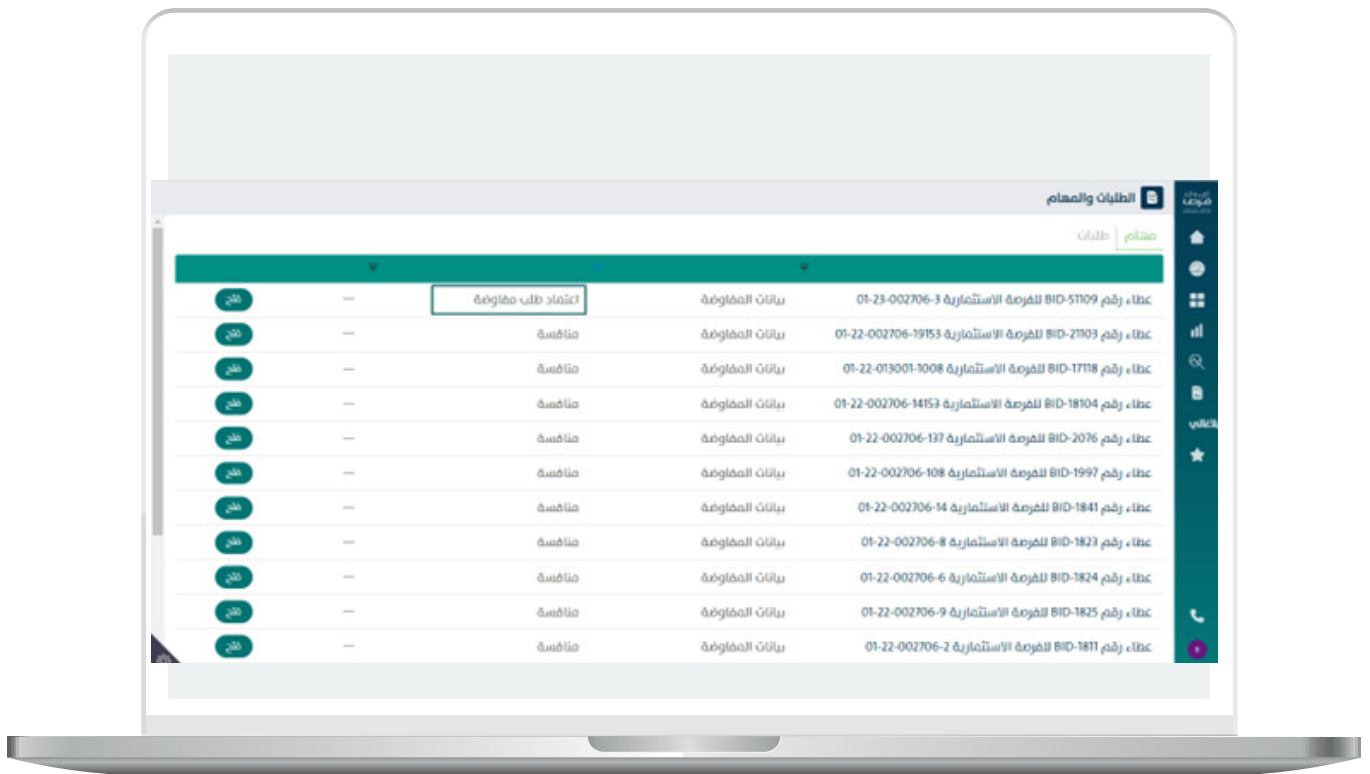 الطلبات والمهام
فرص
مهام | طلبات
عطاء رقم BID-51109 للفرصة الاستثمارية 3-002706-23-01 بيانات المفاوضة اعتماد طلب مفاوضة — فتح
عطاء رقم BID-21103 للفرصة الاستثمارية 19153-002706-22-01 بيانات المفاوضة منافسة — فتح
عطاء رقم BID-17118 للفرصة الاستثمارية 1008-013001-22-01 بيانات المفاوضة منافسة — فتح
عطاء رقم BID-18104 للفرصة الاستثمارية 14153-002706-22-01 بيانات المفاوضة منافسة — فتح
عطاء رقم BID-2076 للفرصة الاستثمارية 137-002706-22-01 بيانات المفاوضة منافسة — فتح
عطاء رقم BID-1997 للفرصة الاستثمارية 108-002706-22-01 بيانات المفاوضة منافسة — فتح
عطاء رقم BID-1841 للفرصة الاستثمارية 14-002706-22-01 بيانات المفاوضة منافسة — فتح
عطاء رقم BID-1823 للفرصة الاستثمارية 8-002706-22-01 بيانات المفاوضة منافسة — فتح
عطاء رقم BID-1824 للفرصة الاستثمارية 6-002706-22-01 بيانات المفاوضة منافسة — فتح
عطاء رقم BID-1825 للفرصة الاستثمارية 9-002706-22-01 بيانات المفاوضة منافسة — فتح
عطاء رقم BID-1811 للفرصة الاستثمارية 2-002706-22-01 بيانات المفاوضة منافسة — فتح